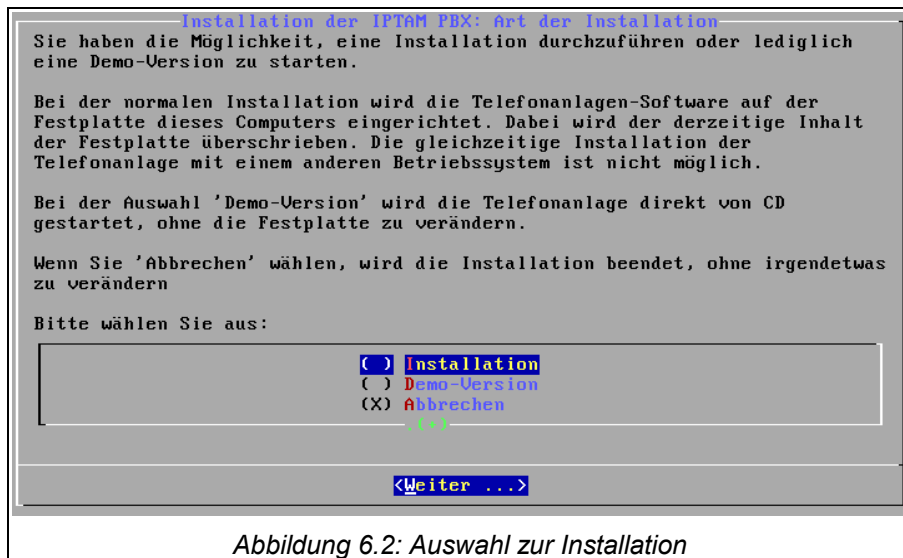 Installation der IPTAM PBX: Art der Installation
Sie haben die Möglichkeit, eine Installation durchzuführen oder lediglich
eine Demo-Version zu starten.
Bei der normalen Installation wird die Telefonanlagen-Software auf der
Festplatte dieses Computers eingerichtet. Dabei wird der derzeitige Inhalt
der Festplatte überschrieben. Die gleichzeitige Installation der
Telefonanlage mit einem anderen Betriebssystem ist nicht möglich.
Bei der Auswahl 'Demo-Version' wird die Telefonanlage direkt von CD
gestartet, ohne die Festplatte zu verändern.
Wenn Sie 'Abbrechen' wählen, wird die Installation beendet, ohne irgendetwas
zu verändern
Bitte wählen Sie aus:
( ) Installation
( ) Demo-Version
(X) Abbrechen
.(+)
<Weiter ...>
Abbildung 6.2: Auswahl zur Installation